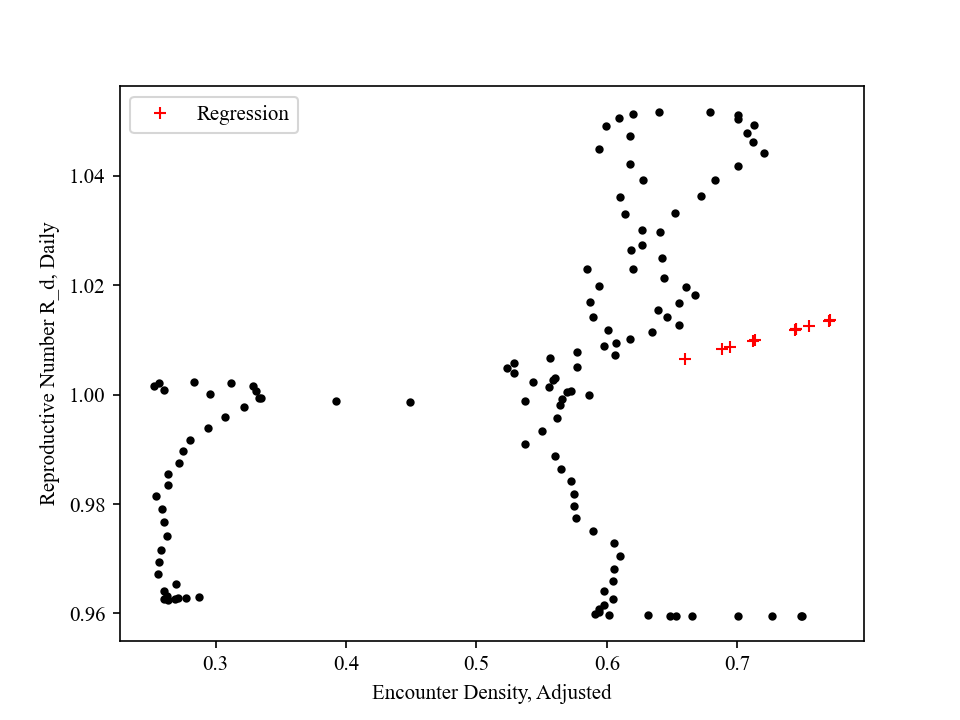 Regression
1.04
1.02
1.00
0.98
0.96
Reproductive Number R_d, Daily
0.3 0.4 0.5 0.6 0.7
Encounter Density, Adjusted